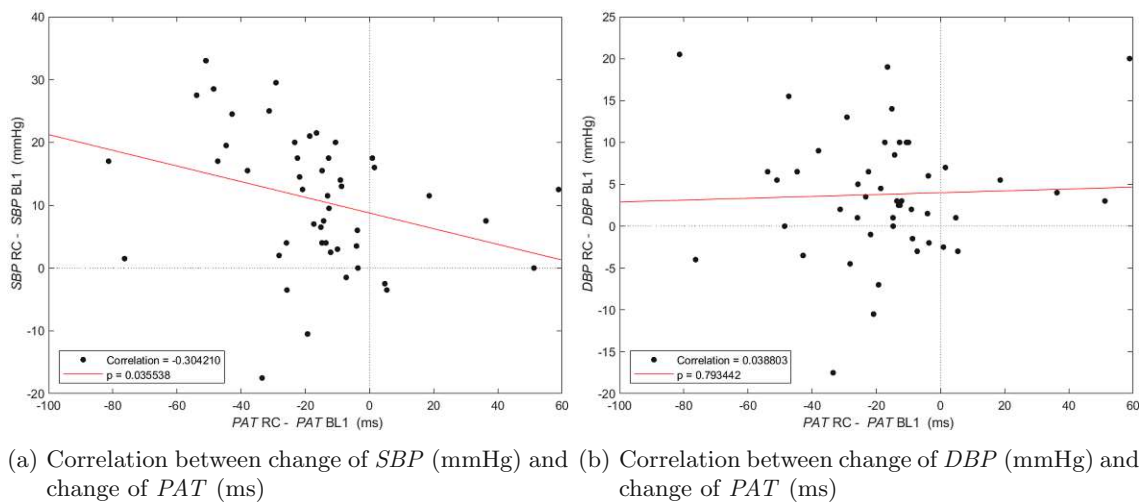 40
30
20
10
0
-10
-20
-100
-80
-60
-40
-20
0
20
40
60
SBP RC - SBP BL1 (mmHg)
PAT RC - PAT BL1 (ms)
Correlation = -0.304210
p = 0.035538
25
20
15
10
5
0
-5
-10
-15
-20
-100
-80
-60
-40
-20
0
20
40
60
DBP RC - DBP BL1 (mmHg)
PAT RC - PAT BL1 (ms)
Correlation = 0.038803
p = 0.793442
(a) Correlation between change of SBP (mmHg) and
change of PAT (ms)
(b) Correlation between change of DBP (mmHg) and
change of PAT (ms)